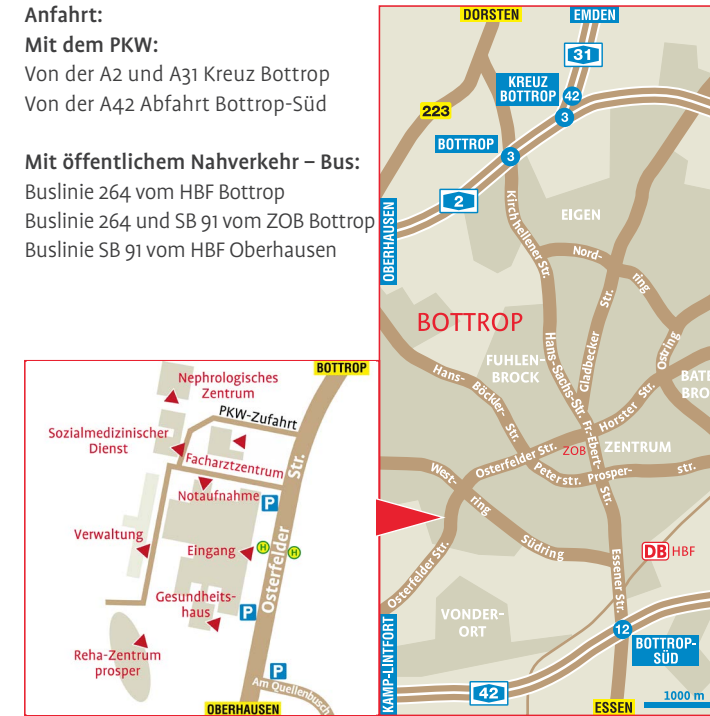 Anfahrt:
Mit dem PKW:
Von der A2 und A31 Kreuz Bottrop
Von der A42 Abfahrt Bottrop-Süd
Mit öffentlichem Nahverkehr – Bus:
Buslinie 264 vom HBF Bottrop
Buslinie 264 und SB 91 vom ZOB Bottrop
Buslinie SB 91 vom HBF Oberhausen
BOTTROP
Nephrologisches
Zentrum
PKW-Zufahrt
Sozialmedizinischer
Dienst
Facharztzentrum
Notaufnahme
P
Verwaltung
Eingang
H
H
Osterfelder Str.
Gesundheits-
haus
P
Reha-Zentrum
prosper
P
Am Quellenbusch
OBERHAUSEN
DORSTEN
EMDEN
31
KREUZ
BOTTROP
42
3
223
BOTTROP
3
2
OBERHAUSEN
Kirchhellener Str.
EIGEN
Nord-
ring
BOTTROP
Hans-Sachs-Str.
Gladbecker Str.
Ostring
FUHLEN-
BROCK
BATE
BRO
Hans-Böckler-Str.
Horster Str.
Fr.-Ebert-Str.
Osterfelder Str.
ZOB
ZENTRUM
Peterstr.
Prosper-
str.
West-
ring
Südring
DB HBF
Osterfelder Str.
Essener Str.
VONDER-
ORT
12
BOTTROP-
SÜD
KAMP-LINTFORT
42
ESSEN
1000 m